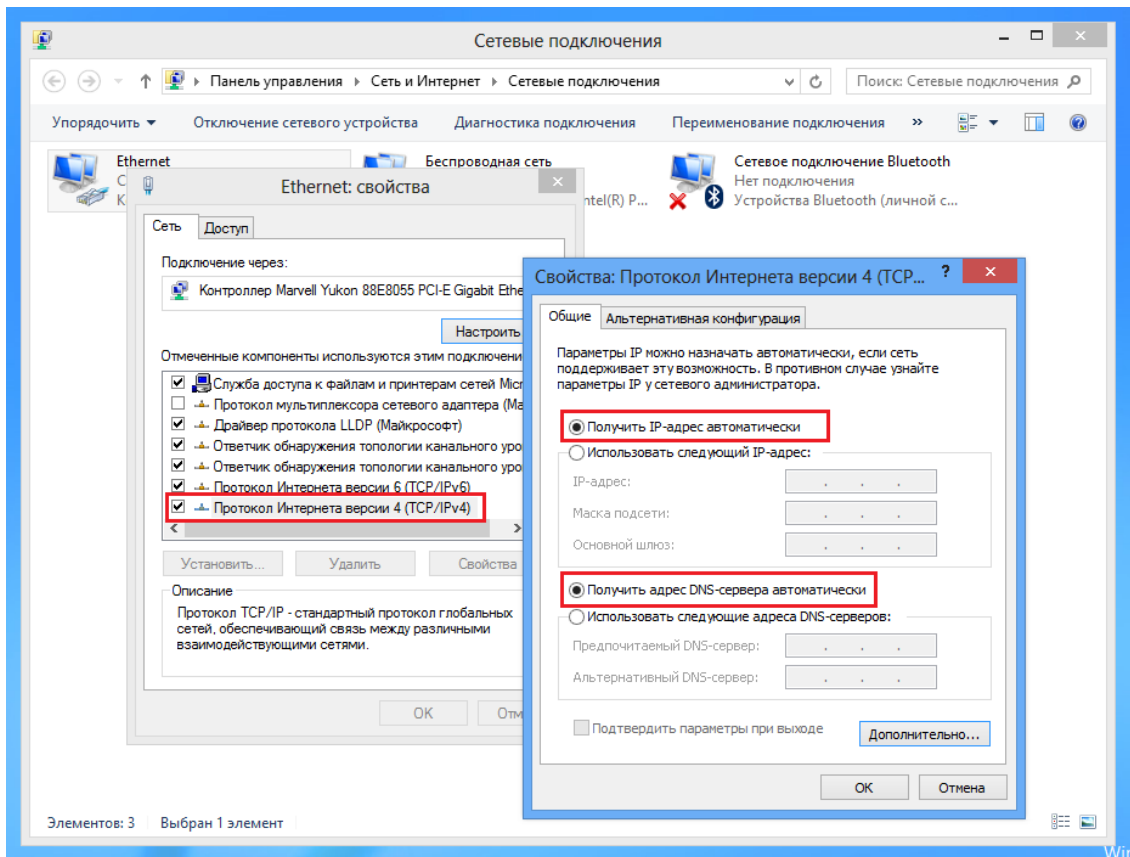 Сетевые подключения
Панель управления
Сеть и Интернет
Сетевые подключения
Поиск: Сетевые подключения
Упорядочить
Отключение сетевого устройства
Диагностика подключения
Переименование подключения
»
Ethernet
Беспроводная сеть
ntel(R) P...
Сетевое подключение Bluetooth
Нет подключения
Устройства Bluetooth (личной с...
Ethernet: свойства
Сеть
Доступ
Подключение через:
Контроллер Marvell Yukon 88E8055 PCI-E Gigabit Ethe
Настроить
Отмеченные компоненты используются этим подключени
Служба доступа к файлам и принтерам сетей Micr
Протокол мультиплексора сетевого адаптера (Ма
Драйвер протокола LLDP (Майкрософт)
Ответчик обнаружения топологии канального уро
Ответчик обнаружения топологии канального уро
Протокол Интернета версии 6 (TCP/IPv6)
Протокол Интернета версии 4 (TCP/IPv4)
Установить...
Удалить
Свойства
Описание
Протокол TCP/IP - стандартный протокол глобальных
сетей, обеспечивающий связь между различными
взаимодействующими сетями.
OK
Отм
Свойства: Протокол Интернета версии 4 (TCP...
?
Общие
Альтернативная конфигурация
Параметры IP можно назначать автоматически, если сеть
поддерживает эту возможность. В противном случае узнайте
параметры IP у сетевого администратора.
Получить IP-адрес автоматически
Использовать следующий IP-адрес:
IP-адрес:
Маска подсети:
Основной шлюз:
Получить адрес DNS-сервера автоматически
Использовать следующие адреса DNS-серверов:
Предпочитаемый DNS-сервер:
Альтернативный DNS-сервер:
Подтвердить параметры при выходе
Дополнительно...
OK
Отмена
Элементов: 3
Выбран 1 элемент